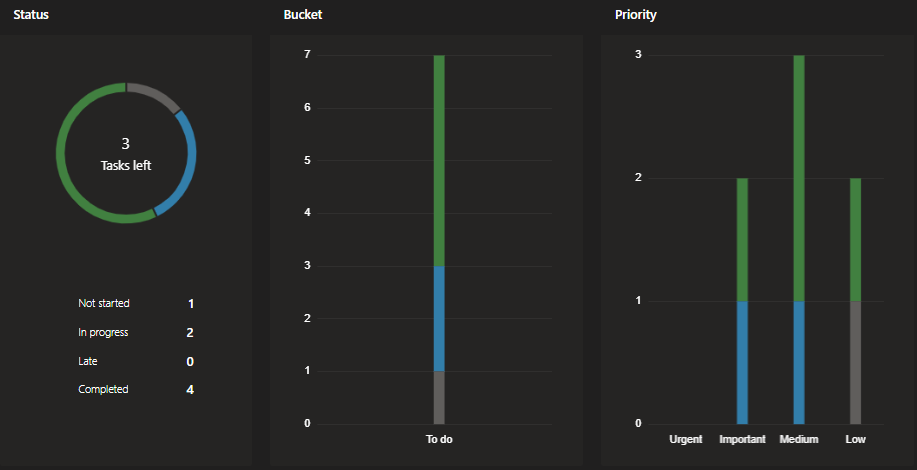 Status
3
Tasks left
Not started 1
In progress 2
Late 0
Completed 4
Bucket
7
6
5
4
3
2
1
0
To do
Priority
3
2
1
0
Urgent Important Medium Low